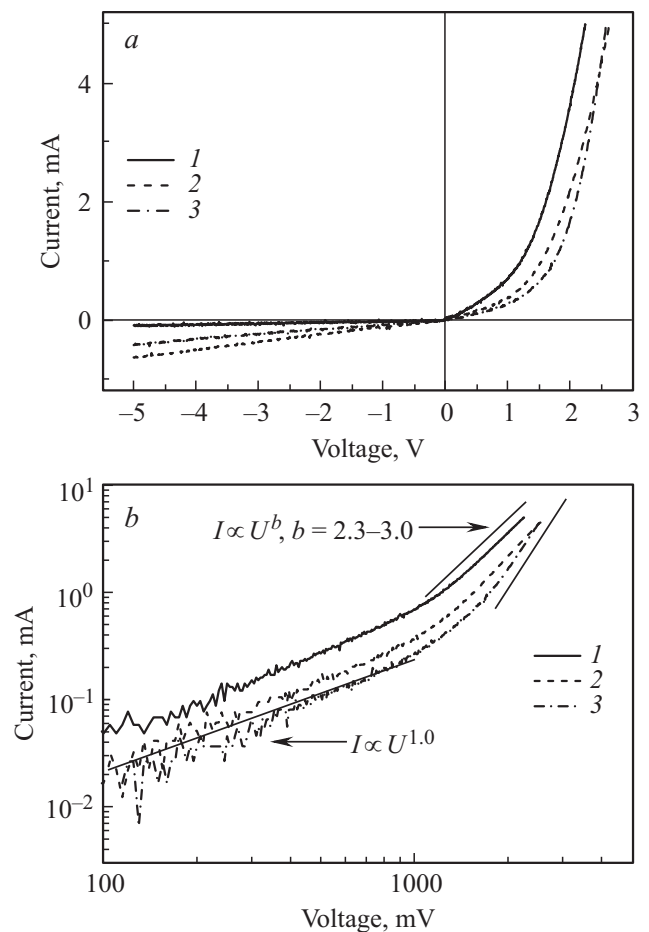 a
4
2
0
Current, mA
1
2
3
–5 –4 –3 –2 –1 0 1 2 3
Voltage, V
b
10^1
10^0
10^–1
10^–2
Current, mA
I ∝ U^b, b = 2.3–3.0
1
2
3
I ∝ U^1.0
100 1000
Voltage, mV